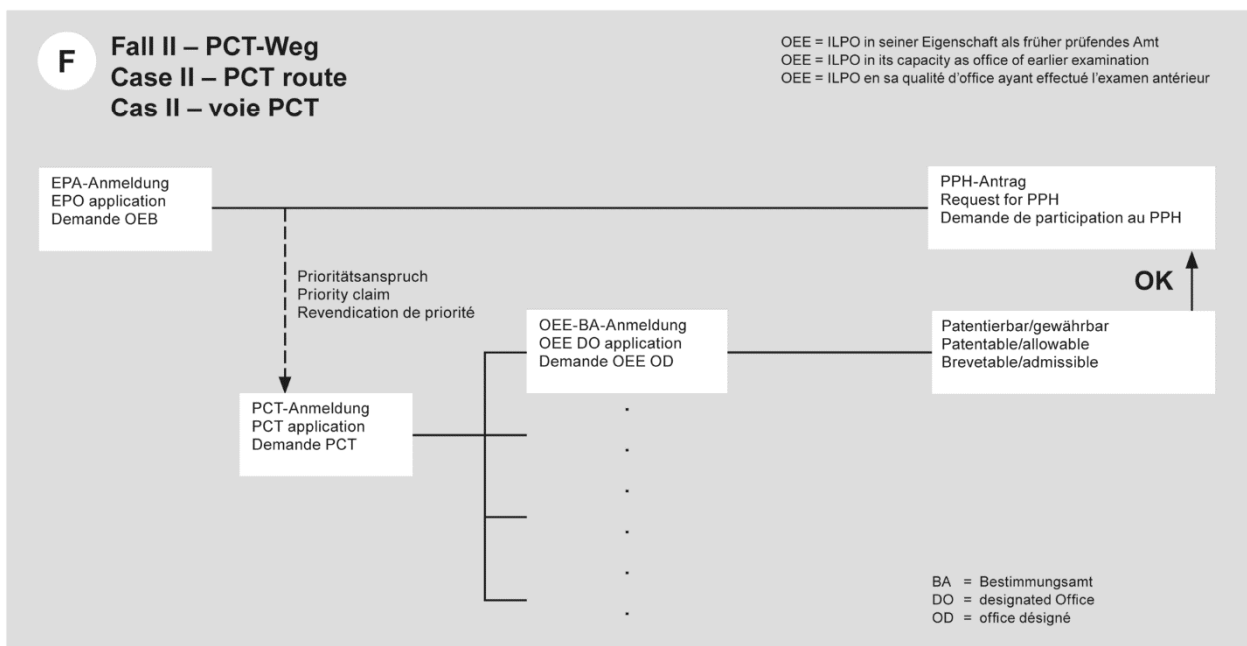 F
Fall II – PCT-Weg
Case II – PCT route
Cas II – voie PCT
OEE = ILPO in seiner Eigenschaft als früher prüfendes Amt
OEE = ILPO in its capacity as office of earlier examination
OEE = ILPO en sa qualité d'office ayant effectué l'examen antérieur
EPA-Anmeldung
EPO application
Demande OEB
PPH-Antrag
Request for PPH
Demande de participation au PPH
Prioritätsanspruch
Priority claim
Revendication de priorité
OK
OEE-BA-Anmeldung
OEE DO application
Demande OEE OD
Patentierbar/gewährbar
Patentable/allowable
Brevetable/admissible
PCT-Anmeldung
PCT application
Demande PCT
BA = Bestimmungsamt
DO = designated Office
OD = office désigné